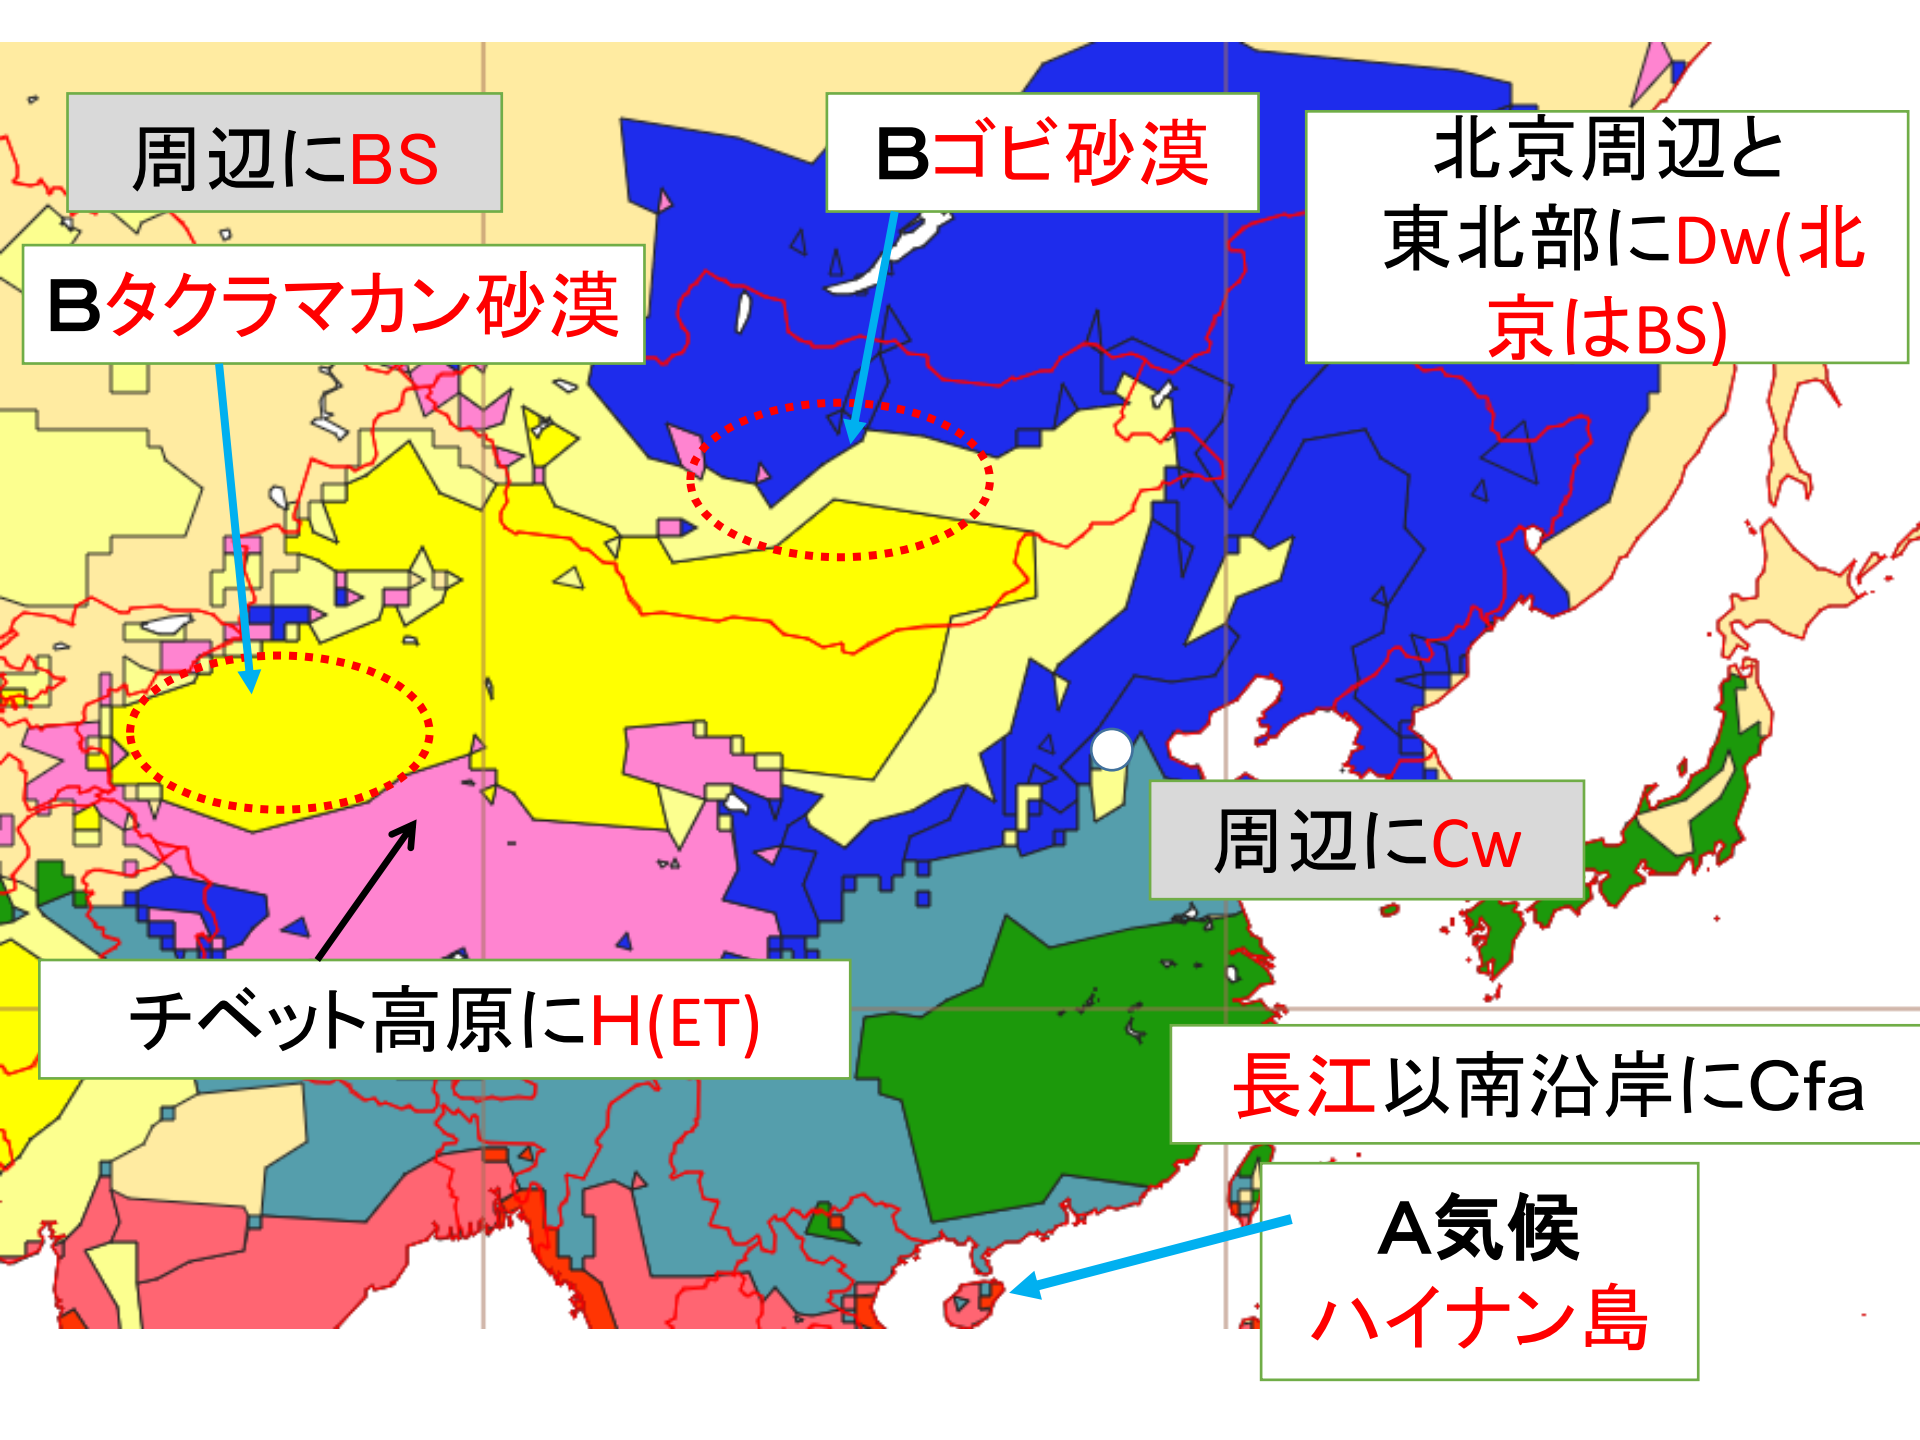 周辺にBS
Bゴビ砂漠
北京周辺と
東北部にDw(北
京はBS)
Bタクラマカン砂漠
周辺にCw
チベット高原にH(ET)
長江以南沿岸にCfa
A気候
ハイナン島